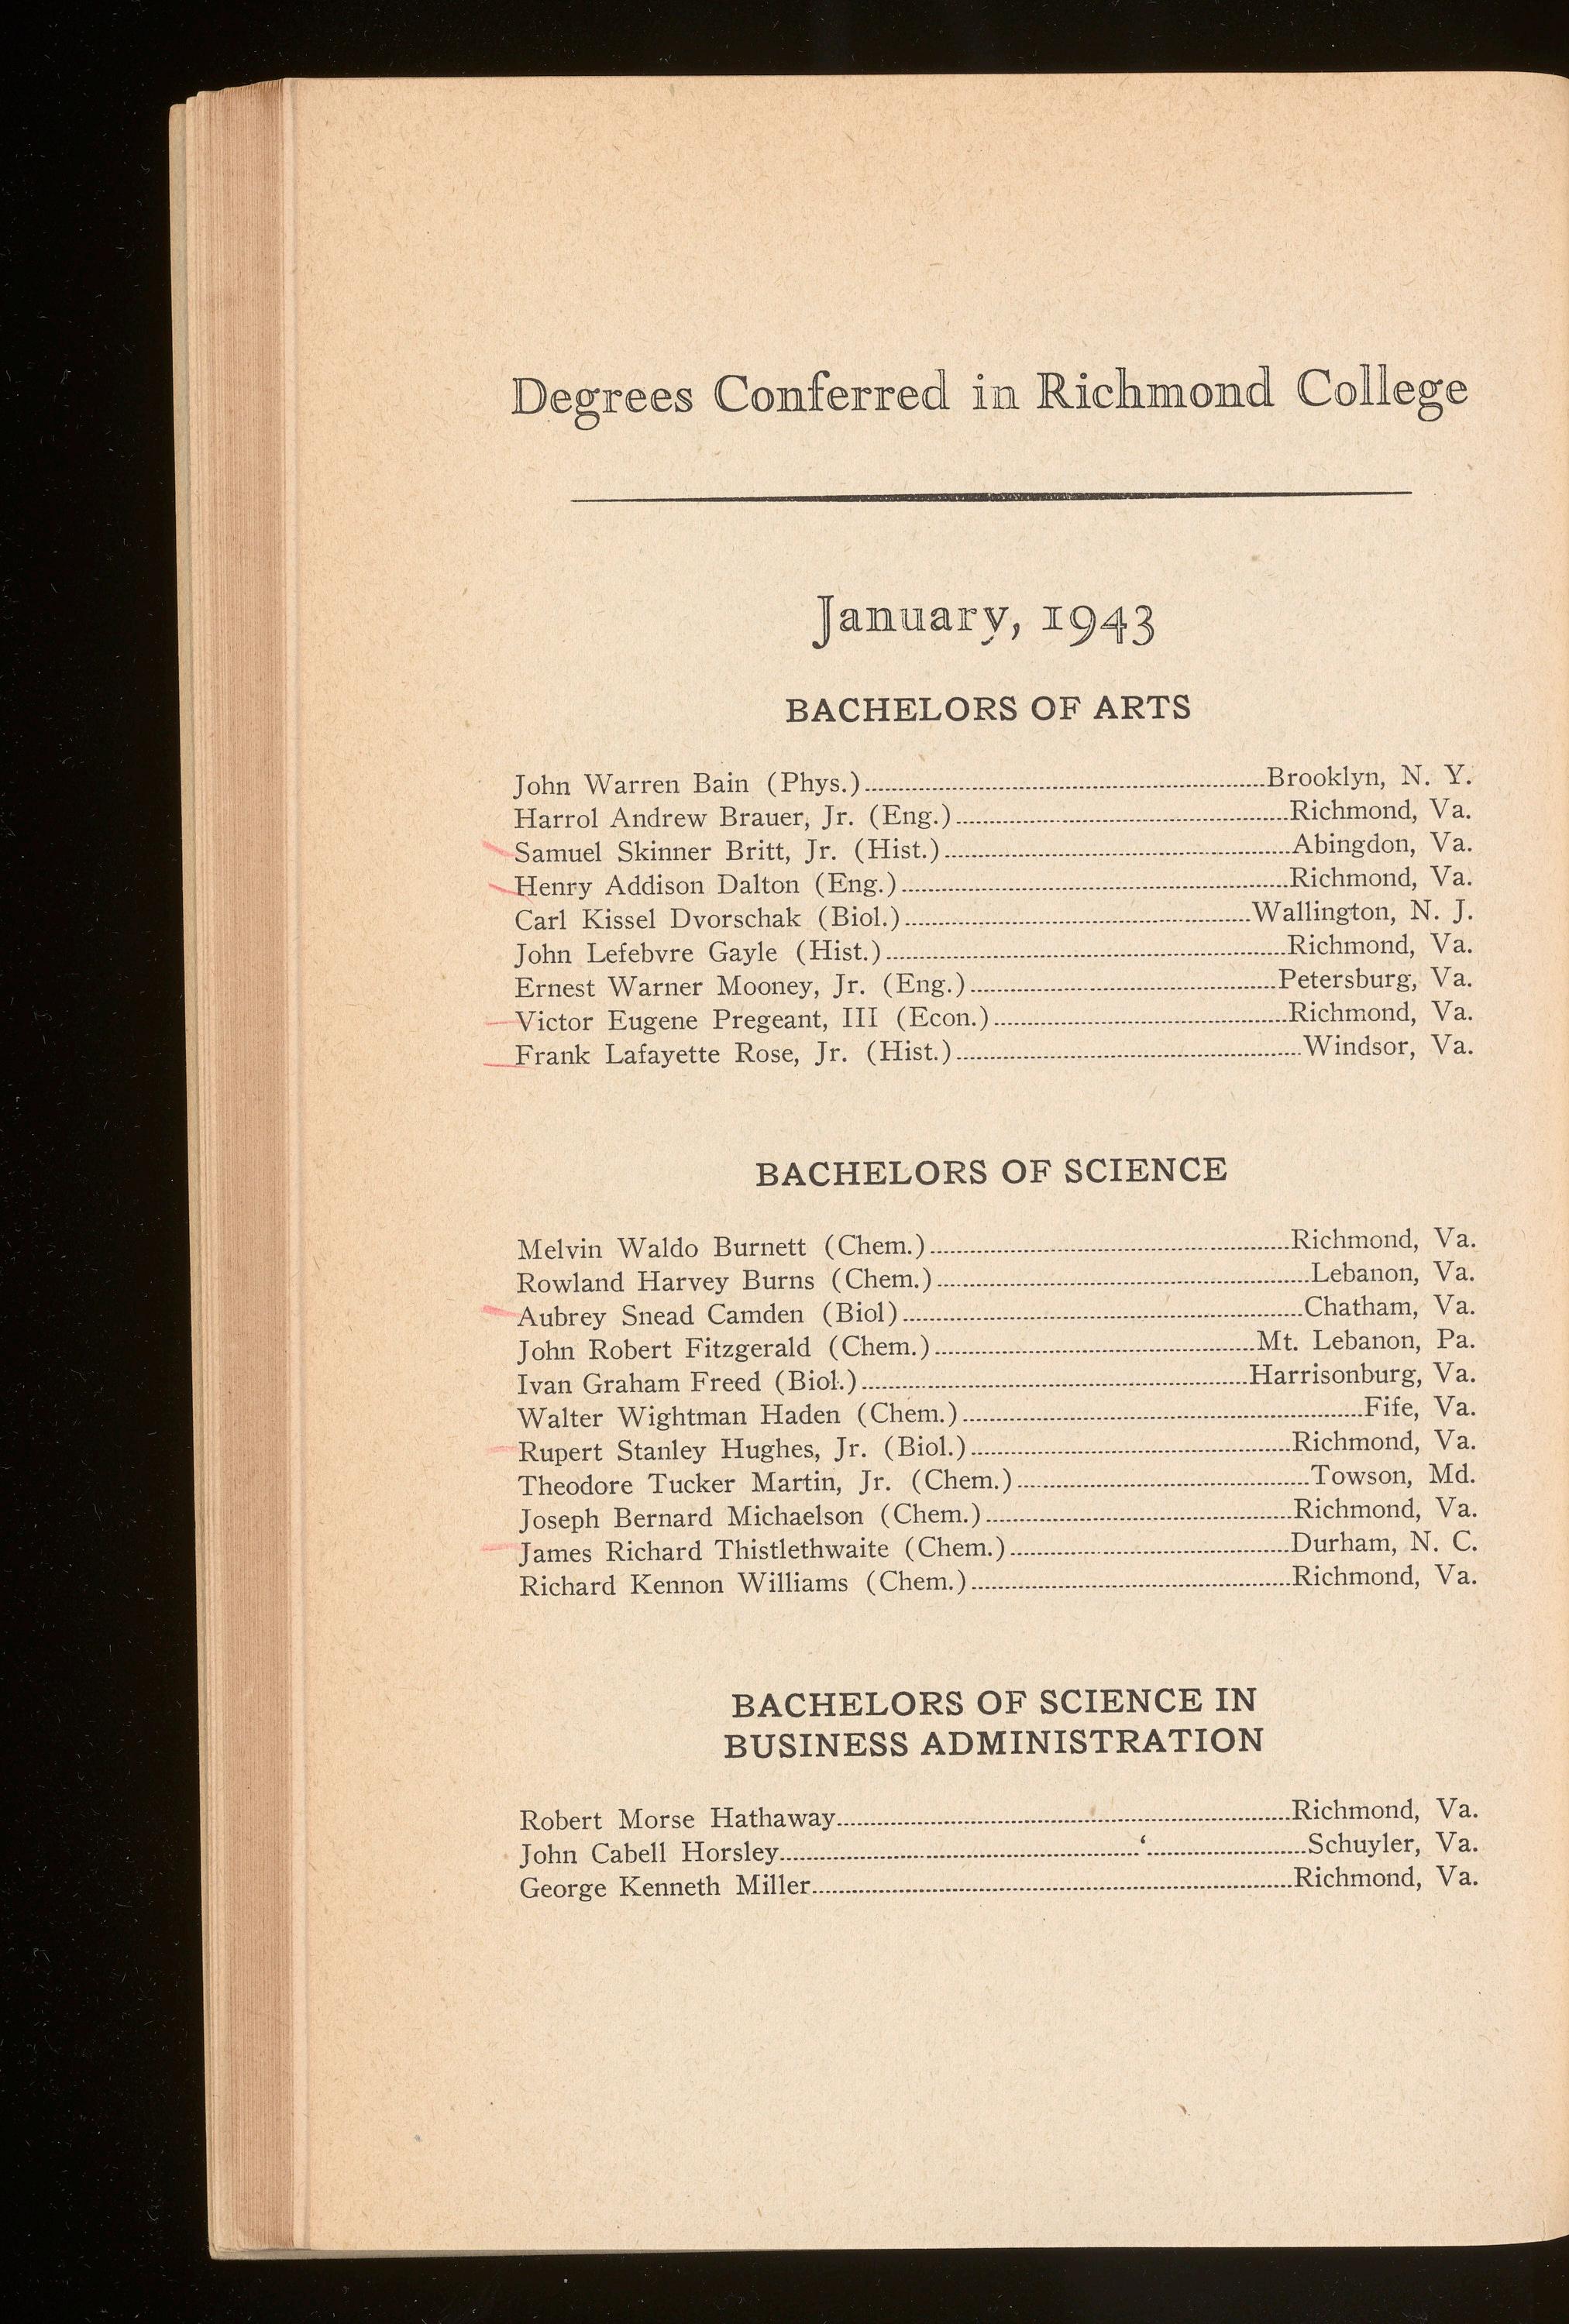 Degrees Conferred in Richmond College
January, 1943
BACHELORS OF ARTS
John Warren Bain (Phys.)........Brooklyn, N. Y.
Harrol Andrew Brauer, Jr. (Eng.)........Richmond, Va.
Samuel Skinner Britt, Jr. (Hist.)........Abingdon, Va.
Henry Addison Dalton (Eng.)........Richmond, Va.
Carl Kissel Dvorschak (Biol.)........Wallington, N. J.
John Lefebvre Gayle (Hist.)........Richmond, Va.
Ernest Warner Mooney, Jr. (Eng.)........Petersburg, Va.
Victor Eugene Pregeant, III (Econ.)........Richmond, Va.
Frank Lafayette Rose, Jr. (Hist.)........Windsor, Va.
BACHELORS OF SCIENCE
Melvin Waldo Burnett (Chem.)........Richmond, Va.
Rowland Harvey Burns (Chem.)........Lebanon, Va.
Aubrey Snead Camden (Biol)........Chatham, Va.
John Robert Fitzgerald (Chem.)........Mt. Lebanon, Pa.
Ivan Graham Freed (Biol.)........Harrisonburg, Va.
Walter Wightman Haden (Chem.)........Fife, Va.
Rupert Stanley Hughes, Jr. (Biol.)........Richmond, Va.
Theodore Tucker Martin, Jr. (Chem.)........Towson, Md.
Joseph Bernard Michaelson (Chem.)........Richmond, Va.
James Richard Thistlethwaite (Chem.)........Durham, N. C.
Richard Kennon Williams (Chem.)........Richmond, Va.
BACHELORS OF SCIENCE IN
BUSINESS ADMINISTRATION
Robert Morse Hathaway........Richmond, Va.
John Cabell Horsley........Schuyler, Va.
George Kenneth Miller........Richmond, Va.